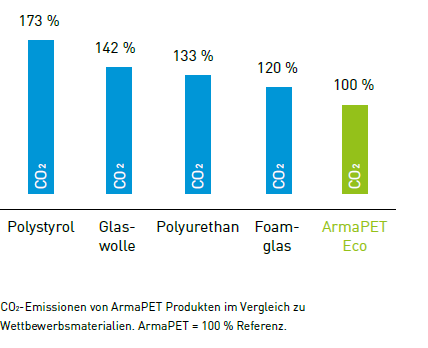 173 %
142 %
133 %
120 %
100 %
CO₂
CO₂
CO₂
CO₂
CO₂
Polystyrol
Glas-
wolle
Polyurethan
Foam-
glas
ArmaPET
Eco
CO₂-Emissionen von ArmaPET Produkten im Vergleich zu
Wettbewerbsmaterialien. ArmaPET = 100 % Referenz.